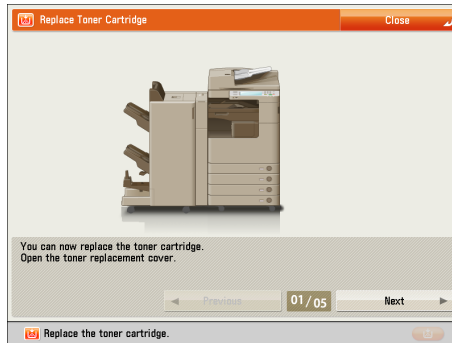 Replace Toner Cartridge
Close
You can now replace the toner cartridge.
Open the toner replacement cover.
Previous
01/05
Next
Replace the toner cartridge.